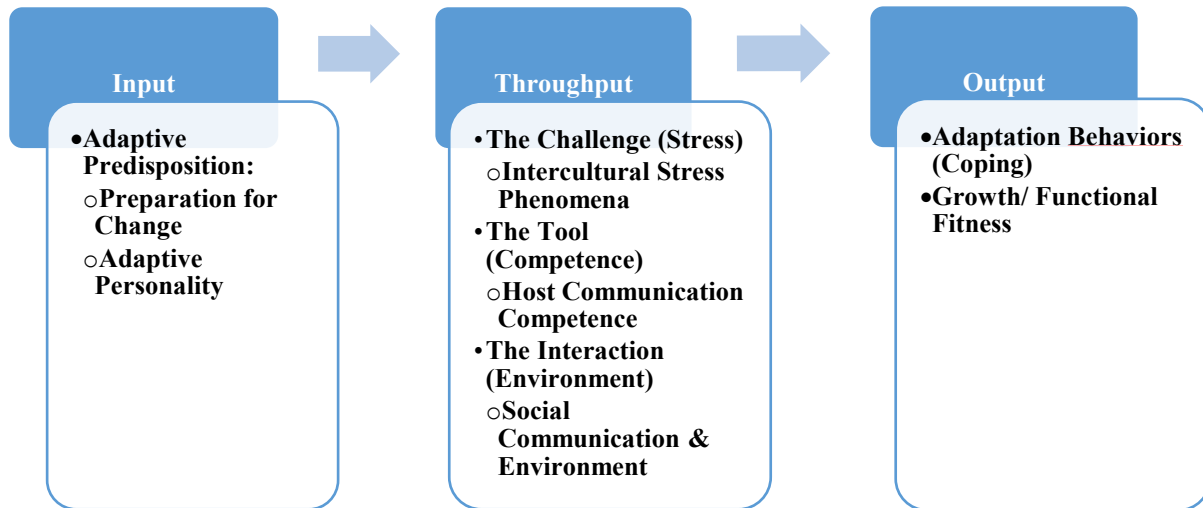 Input
•Adaptive
Predisposition:
oPreparation for
Change
oAdaptive
Personality
Throughput
•The Challenge (Stress)
oIntercultural Stress
Phenomena
•The Tool
(Competence)
oHost Communication
Competence
•The Interaction
(Environment)
oSocial
Communication &
Environment
Output
•Adaptation Behaviors
(Coping)
•Growth/ Functional
Fitness